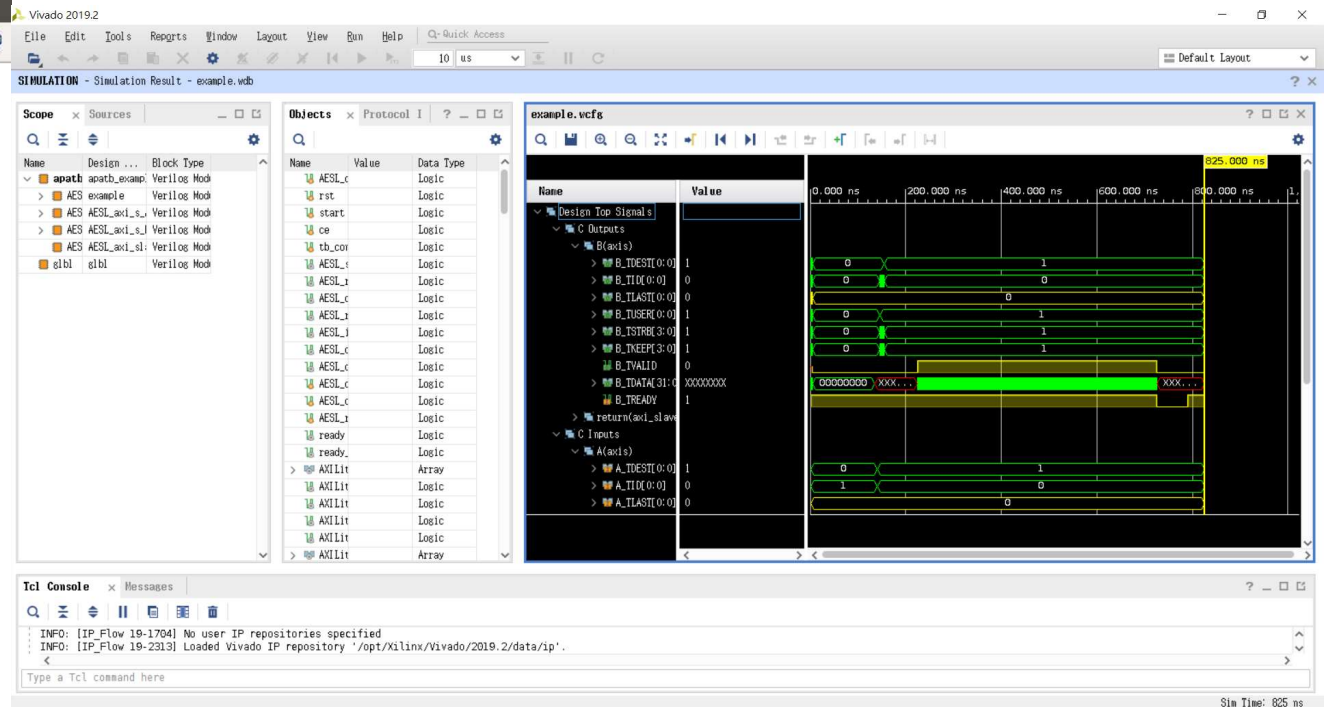 Vivado 2019.2
File Edit Tools Reports Window Layout View Run Help Q- Quick Access
10 us Default Layout
SIMULATION - Simulation Result - example.wdb
Scope Sources
Name Design ... Block Type
apatb apatb_examp Verilog Modu
AES example Verilog Modu
AES AESL_axi_s_ Verilog Modu
AES AESL_axi_s_ Verilog Modu
AES AESL_axi_sl Verilog Modu
glbl glbl Verilog Modu
Objects Protocol I
Name Value Data Type
AESL_c Logic
rst Logic
start Logic
ce Logic
tb_cor Logic
AESL_s Logic
AESL_r Logic
AESL_c Logic
AESL_r Logic
AESL_i Logic
AESL_c Logic
AESL_c Logic
AESL_c Logic
AESL_c Logic
AESL_r Logic
ready Logic
ready_ Logic
AXILit Array
AXILit Logic
AXILit Logic
AXILit Logic
AXILit Logic
AXILit Array
example.wcfg
825.000 ns
Name Value 0.000 ns 200.000 ns 400.000 ns 600.000 ns 800.000 ns 1,
Design Top Signals
C Outputs
B(axis)
B_TDEST[0:0] 1 0 1
B_TID[0:0] 0 0 0
B_TLAST[0:0] 0 0
B_TUSER[0:0] 1 0 1
B_TSTRB[3:0] 1 0 1
B_TKEEP[3:0] 1 0 1
B_TVALID 0
B_TDATA[31:0 XXXXXXXX 00000000 XXX... XXX...
B_TREADY 1
return(axi_slave
C Inputs
A(axis)
A_TDEST[0:0] 1 0 1
A_TID[0:0] 0 1 0
A_TLAST[0:0] 0 0
Tcl Console Messages
INFO: [IP_Flow 19-1704] No user IP repositories specified
INFO: [IP_Flow 19-2313] Loaded Vivado IP repository '/opt/Xilinx/Vivado/2019.2/data/ip'.
Type a Tcl command here
Sim Time: 825 ns